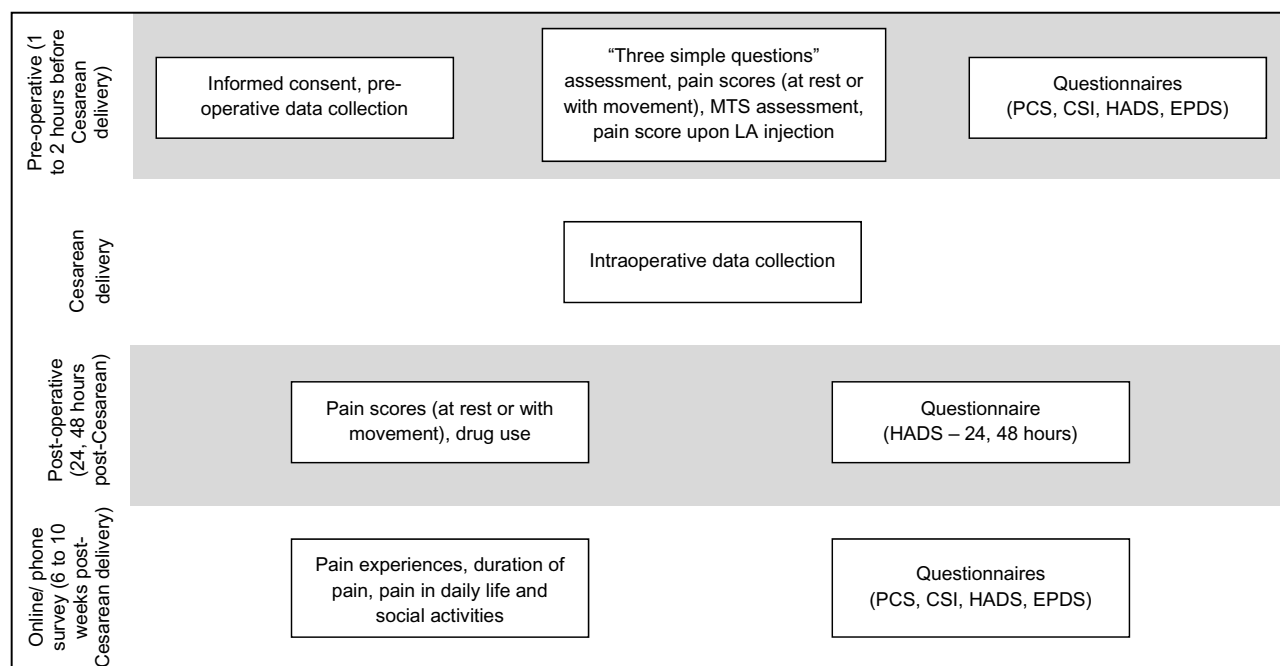 Pre-operative (1
to 2 hours before
Cesarean
delivery)
Informed consent, pre-
operative data collection
“Three simple questions”
assessment, pain scores (at rest or
with movement), MTS assessment,
pain score upon LA injection
Questionnaires
(PCS, CSI, HADS, EPDS)
Cesarean
delivery
Intraoperative data collection
Post-operative
(24, 48 hours
post-Cesarean)
Pain scores (at rest or with
movement), drug use
Questionnaire
(HADS – 24, 48 hours)
Online/ phone
survey (6 to 10
weeks post-
Cesarean delivery)
Pain experiences, duration of
pain, pain in daily life and
social activities
Questionnaires
(PCS, CSI, HADS, EPDS)